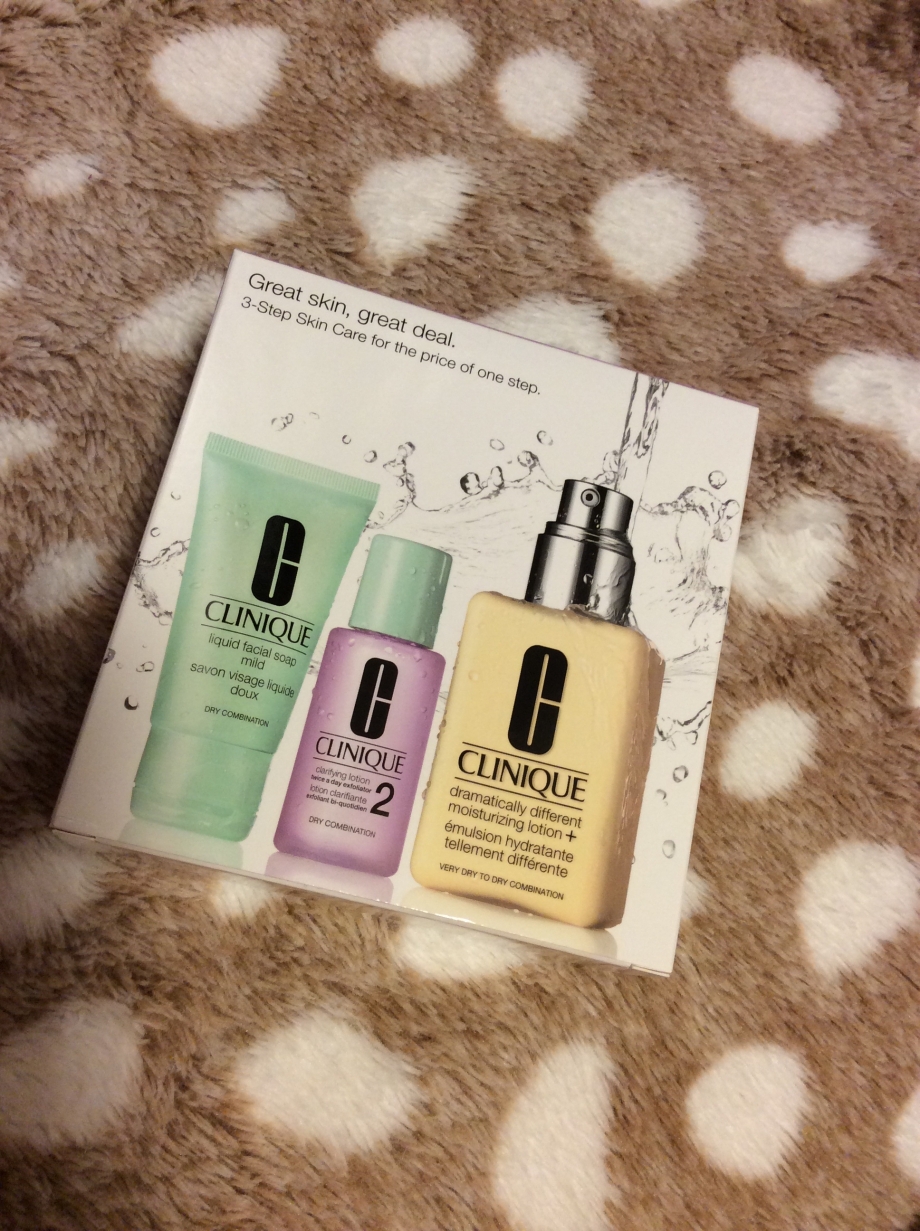 Great skin, great deal.
3-Step Skin Care for the price of one step.
CLINIQUE
liquid facial soap
mild
savon visage liquide
doux
DRY COMBINATION
CLINIQUE
clarifying lotion
twice a day exfoliator
lotion clarifiante
exfoliant bi-quotidien
2
DRY COMBINATION
CLINIQUE
dramatically different
moisturizing lotion+
émulsion hydratante
tellement différente
VERY DRY TO DRY COMBINATION